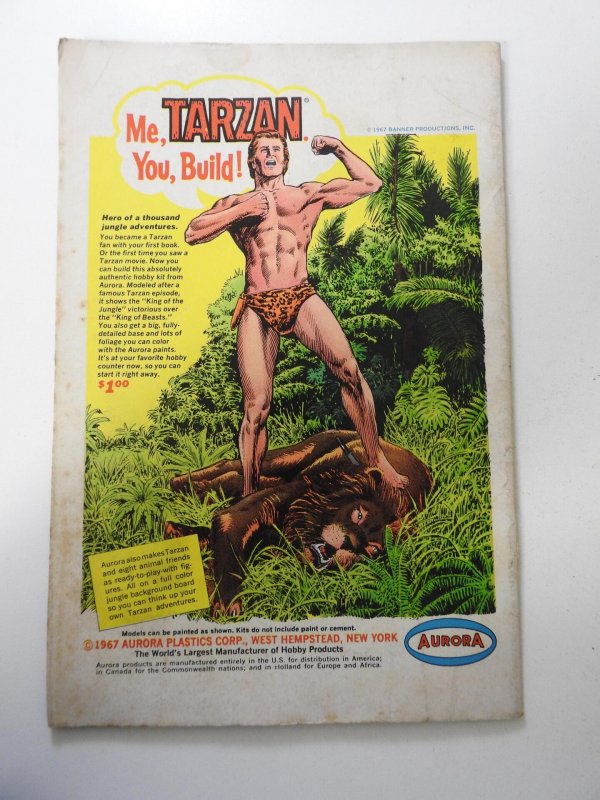 Me, TARZAN®.
You, Build!
© 1967 BANNER PRODUCTIONS, INC.
Hero of a thousand
jungle adventures.
You became a Tarzan
fan with your first book.
Or the first time you saw a
Tarzan movie. Now you
can build this absolutely
authentic hobby kit from
Aurora. Modeled after a
famous Tarzan episode,
it shows the "King of the
Jungle" victorious over
the "King of Beasts."
You also get a big, fully-
detailed base and lots of
foliage you can color
with the Aurora paints.
It's at your favorite hobby
counter now, so you can
start it right away.
$1.00
Aurora also makes Tarzan
and eight animal friends
as ready-to-play-with fig-
ures. All on a full color
jungle background board
so you can think up your
own Tarzan adventures.
Models can be painted as shown. Kits do not include paint or cement.
© 1967 AURORA PLASTICS CORP., WEST HEMPSTEAD, NEW YORK
The World's Largest Manufacturer of Hobby Products
Aurora products are manufactured entirely in the U.S. for distribution in America;
in Canada for the Commonwealth nations; and in Holland for Europe and Africa.
AURORA